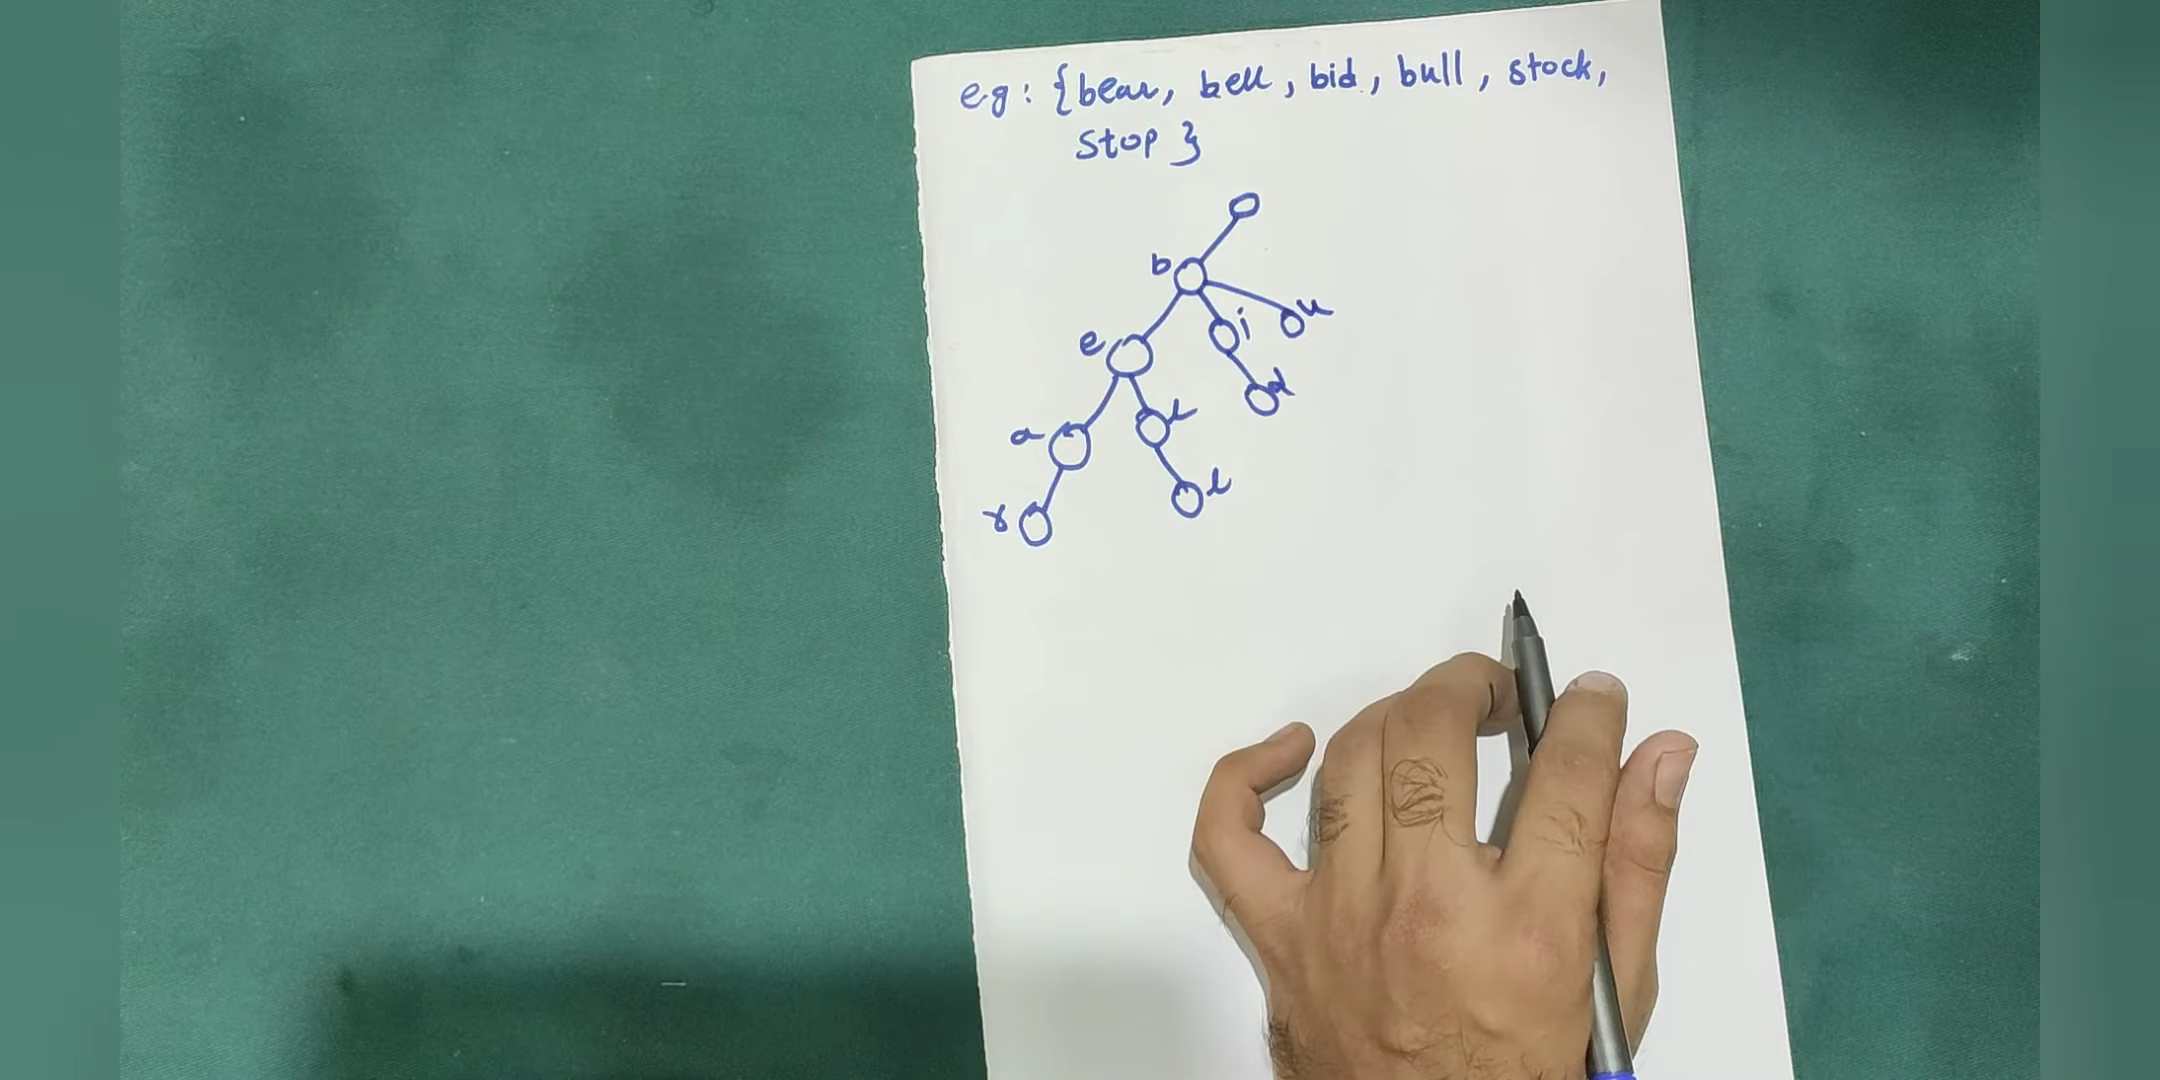 eg: {bear, bell, bid, bull, stock,
stop }
b
u
i
e
d
l
a
l
r